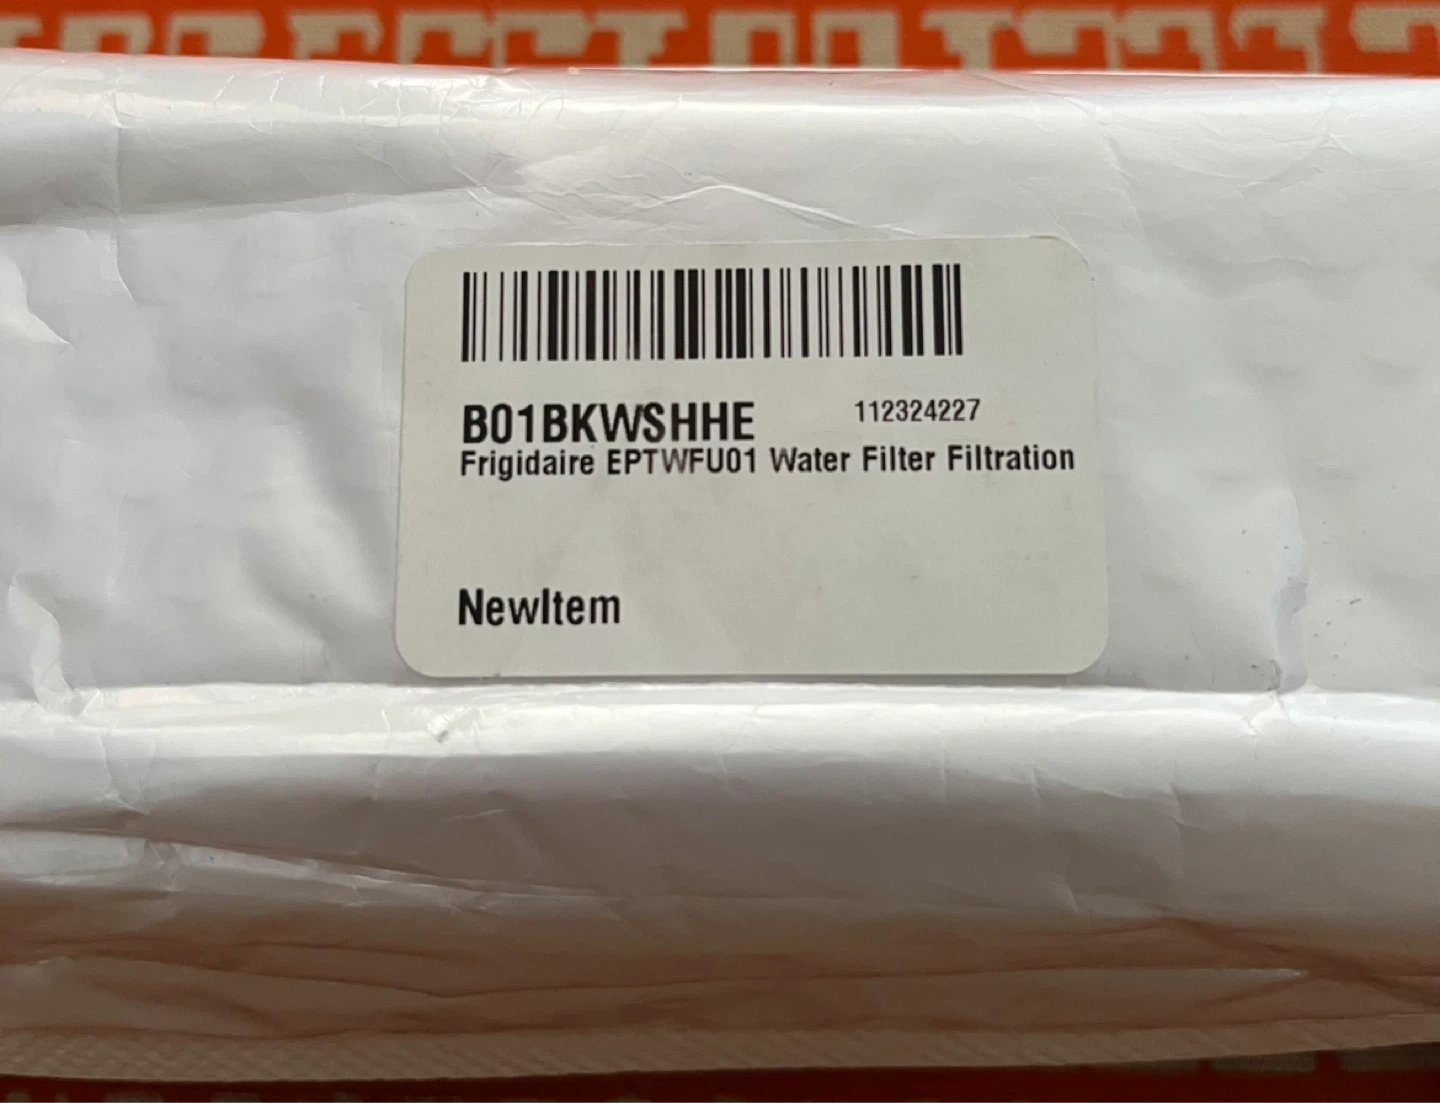 B01BKWSHHE 112324227
Frigidaire EPTWFU01 Water Filter Filtration
NewItem